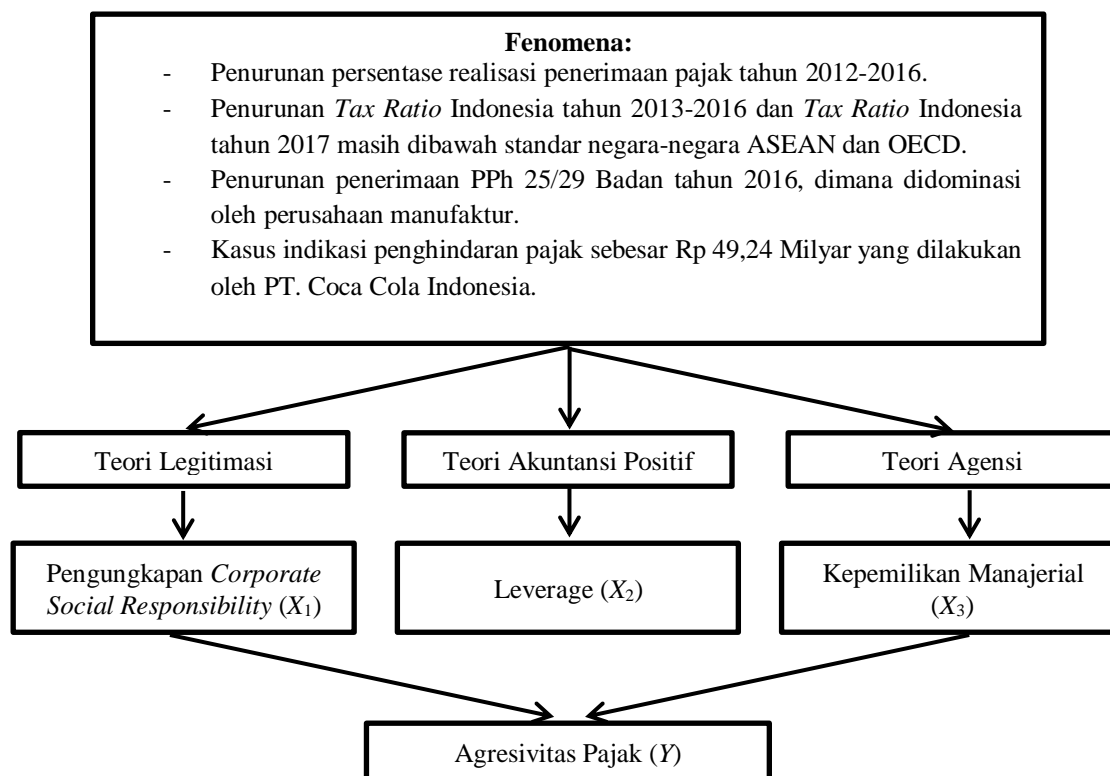 Fenomena:
- Penurunan persentase realisasi penerimaan pajak tahun 2012-2016.
- Penurunan Tax Ratio Indonesia tahun 2013-2016 dan Tax Ratio Indonesia
tahun 2017 masih dibawah standar negara-negara ASEAN dan OECD.
- Penurunan penerimaan PPh 25/29 Badan tahun 2016, dimana didominasi
oleh perusahaan manufaktur.
- Kasus indikasi penghindaran pajak sebesar Rp 49,24 Milyar yang dilakukan
oleh PT. Coca Cola Indonesia.
Teori Legitimasi
Teori Akuntansi Positif
Teori Agensi
Pengungkapan Corporate
Social Responsibility (X₁)
Leverage (X₂)
Kepemilikan Manajerial
(X₃)
Agresivitas Pajak (Y)